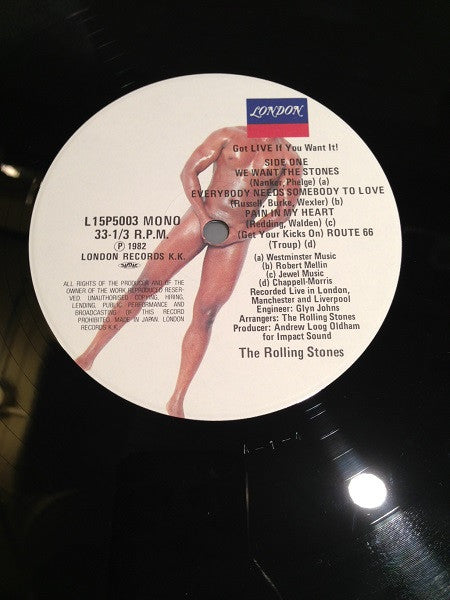 LONDON
Got LIVE If You Want It!
SIDE ONE
WE WANT THE STONES
(Nanker, Phelge) (a)
EVERYBODY NEEDS SOMEBODY TO LOVE
(Russell, Burke, Wexler) (b)
PAIN IN MY HEART
(Redding, Walden) (c)
(Get Your Kicks On) ROUTE 66
(Troup) (d)
L15P5003 MONO
33-1/3 R.P.M.
Ⓟ 1982
LONDON RECORDS K.K.
ALL RIGHTS OF THE PRODUCER AND OF THE
OWNER OF THE WORK REPRODUCED RESER-
VED. UNAUTHORISED COPYING, HIRING,
LENDING, PUBLIC PERFORMANCE AND
BROADCASTING OF THIS RECORD
PROHIBITED. MADE IN JAPAN. LONDON
RECORDS K.K.
(a) Westminster Music
(b) Robert Mellin
(c) Jewel Music
(d) Chappell-Morris
Recorded Live in London,
Manchester and Liverpool
Engineer: Glyn Johns
Arrangers: The Rolling Stones
Producer: Andrew Loog Oldham
for Impact Sound
The Rolling Stones